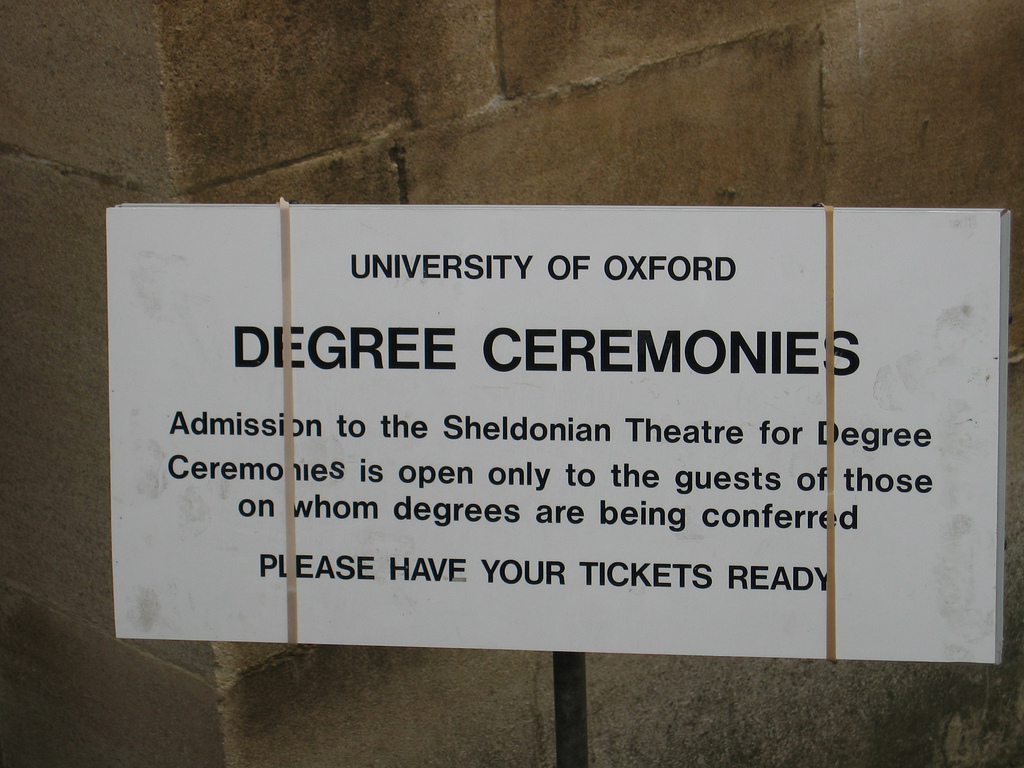 UNIVERSITY OF OXFORD
DEGREE CEREMONIES
Admission to the Sheldonian Theatre for Degree
Ceremonies is open only to the guests of those
on whom degrees are being conferred
PLEASE HAVE YOUR TICKETS READY